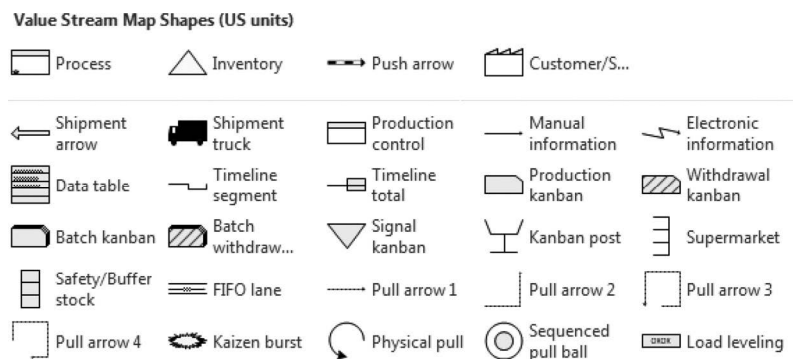 Value Stream Map Shapes (US units)
Process
Inventory
Push arrow
Customer/S...
Shipment
arrow
Shipment
truck
Production
control
Manual
information
Electronic
information
Data table
Timeline
segment
Timeline
total
Production
kanban
Withdrawal
kanban
Batch kanban
Batch
withdraw...
Signal
kanban
Kanban post
Supermarket
Safety/Buffer
stock
FIFO lane
Pull arrow 1
Pull arrow 2
Pull arrow 3
Pull arrow 4
Kaizen burst
Physical pull
Sequenced
pull ball
OXOX
Load leveling